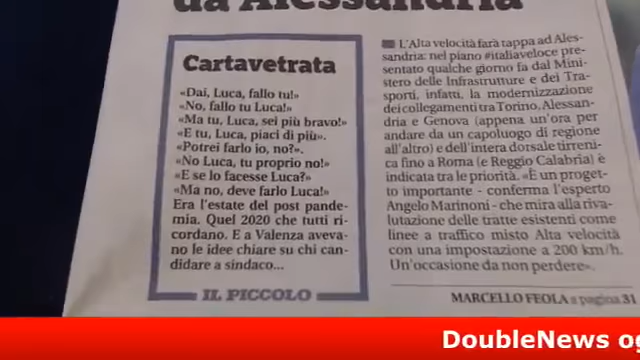 da Alessandria
Cartavetrata
«Dai, Luca, fallo tu!»
«No, fallo tu Luca!»
«Ma tu, Luca, sei più bravo!»
«E tu, Luca, piaci di più».
«Potrei farlo io, no?».
«No Luca, tu proprio no!»
«E se lo facesse Luca?»
«Ma no, deve farlo Luca!»
Era l'estate del post pande-
mia. Quel 2020 che tutti ri-
cordano. E a Valenza aveva-
no le idee chiare su chi can-
didare a sindaco...
IL PICCOLO
L'Alta velocità farà tappa ad Ales-
sandria: nel piano #italiaveloce pre-
sentato qualche giorno fa dal Mini-
stero delle Infrastrutture e dei Tra-
sporti, infatti, la modernizzazione
dei collegamenti tra Torino, Alessan-
dria e Genova (appena un'ora per
andare da un capoluogo di regione
all'altro) e dell'intera dorsale tirreni-
ca fino a Roma (e Reggio Calabria) è
indicata tra le priorità. «È un proget-
to importante - conferma l'esperto
Angelo Marinoni - che mira alla riva-
lutazione delle tratte esistenti come
linee a traffico misto Alta velocità
con una impostazione a 200 km/h.
Un'occasione da non perdere».
MARCELLO FEOLA a pagina 31
DoubleNews og